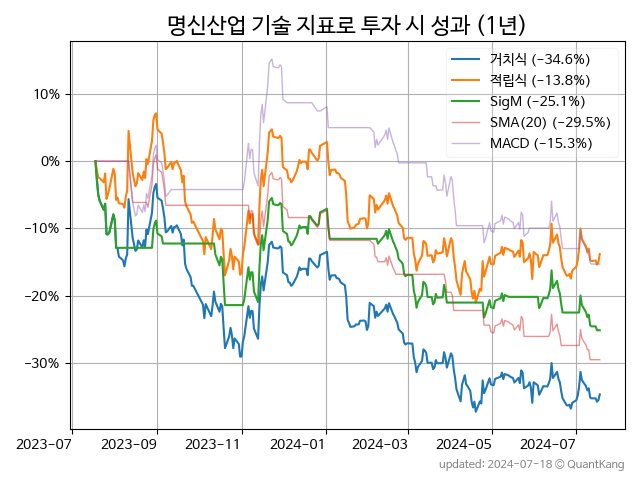 명신산업 기술 지표로 투자 시 성과 (1년)
거치식 (−34.6%)
적립식 (−13.8%)
SigM (−25.1%)
SMA(20) (−29.5%)
MACD (−15.3%)
10%
0%
−10%
−20%
−30%
2023-07 2023-09 2023-11 2024-01 2024-03 2024-05 2024-07
updated: 2024-07-18 © QuantKang